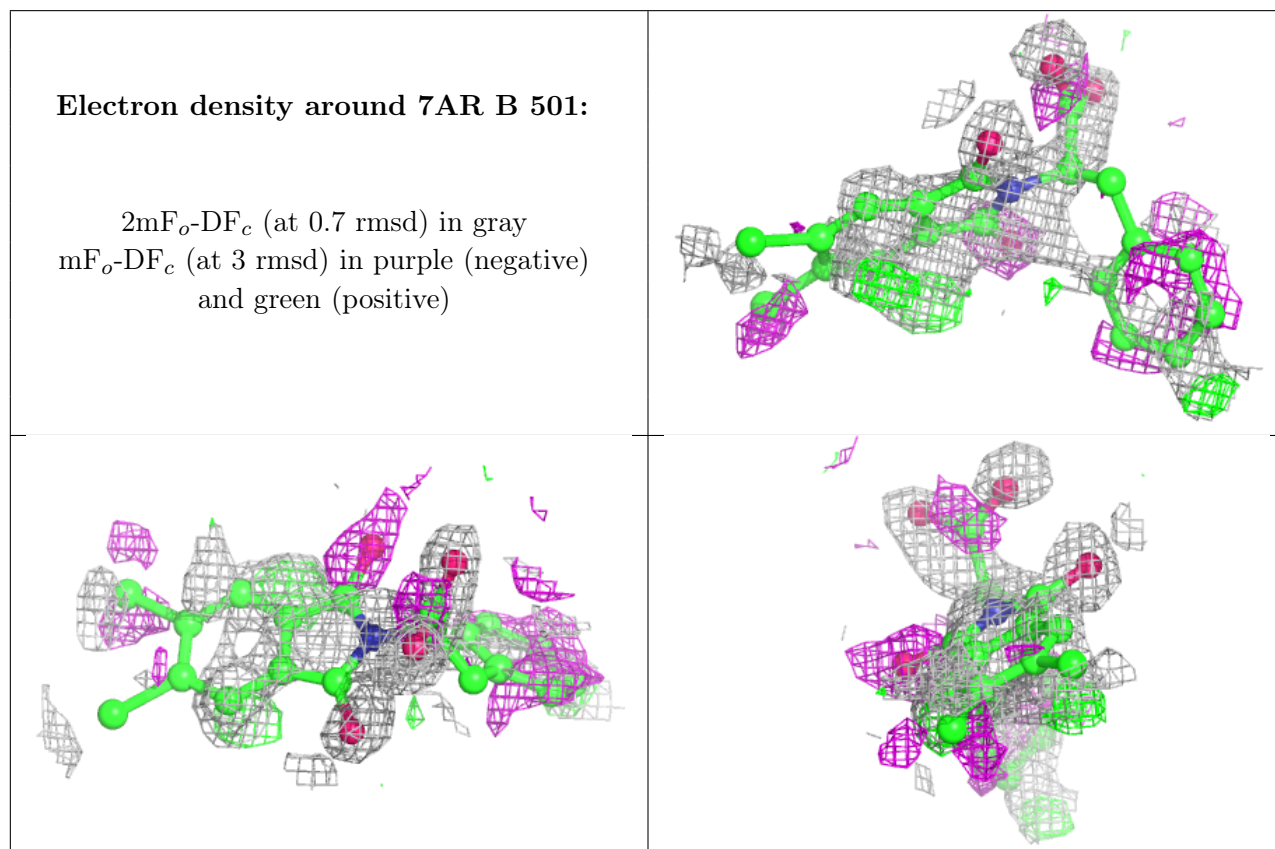 Electron density around 7AR B 501:
2mFₒ-DF𝒸 (at 0.7 rmsd) in gray
mFₒ-DF𝒸 (at 3 rmsd) in purple (negative)
and green (positive)